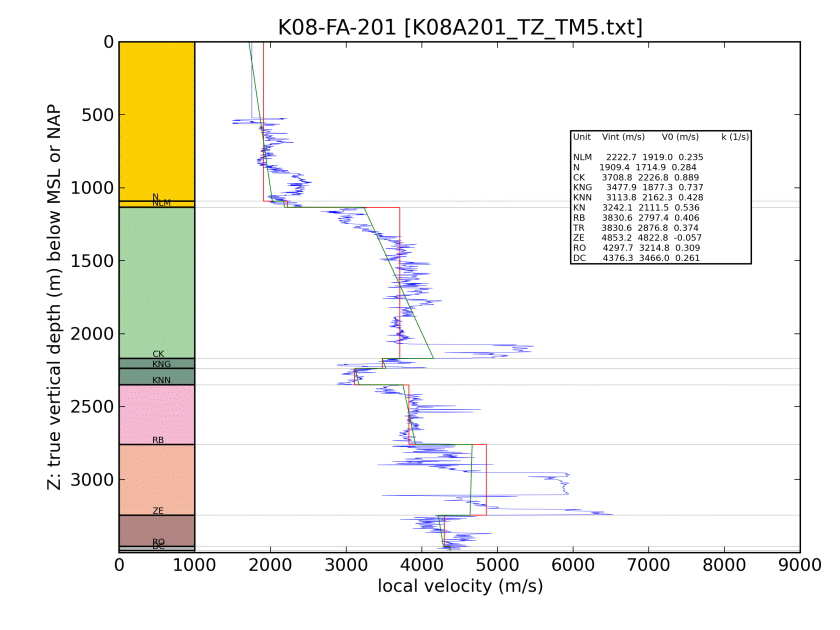 K08-FA-201 [K08A201_TZ_TM5.txt]
Z: true vertical depth (m) below MSL or NAP
0
500
1000
1500
2000
2500
3000
N
NLM
CK
KNG
KNN
RB
ZE
RO
DC
Unit Vint (m/s) V0 (m/s) k (1/s)
NLM 2222.7 1919.0 0.235
N 1909.4 1714.9 0.284
CK 3708.8 2226.8 0.889
KNG 3477.9 1877.3 0.737
KNN 3113.8 2162.3 0.428
KN 3242.1 2111.5 0.536
RB 3830.6 2797.4 0.406
TR 3830.6 2876.8 0.374
ZE 4853.2 4822.8 -0.057
RO 4297.7 3214.8 0.309
DC 4376.3 3466.0 0.261
0 1000 2000 3000 4000 5000 6000 7000 8000 9000
local velocity (m/s)